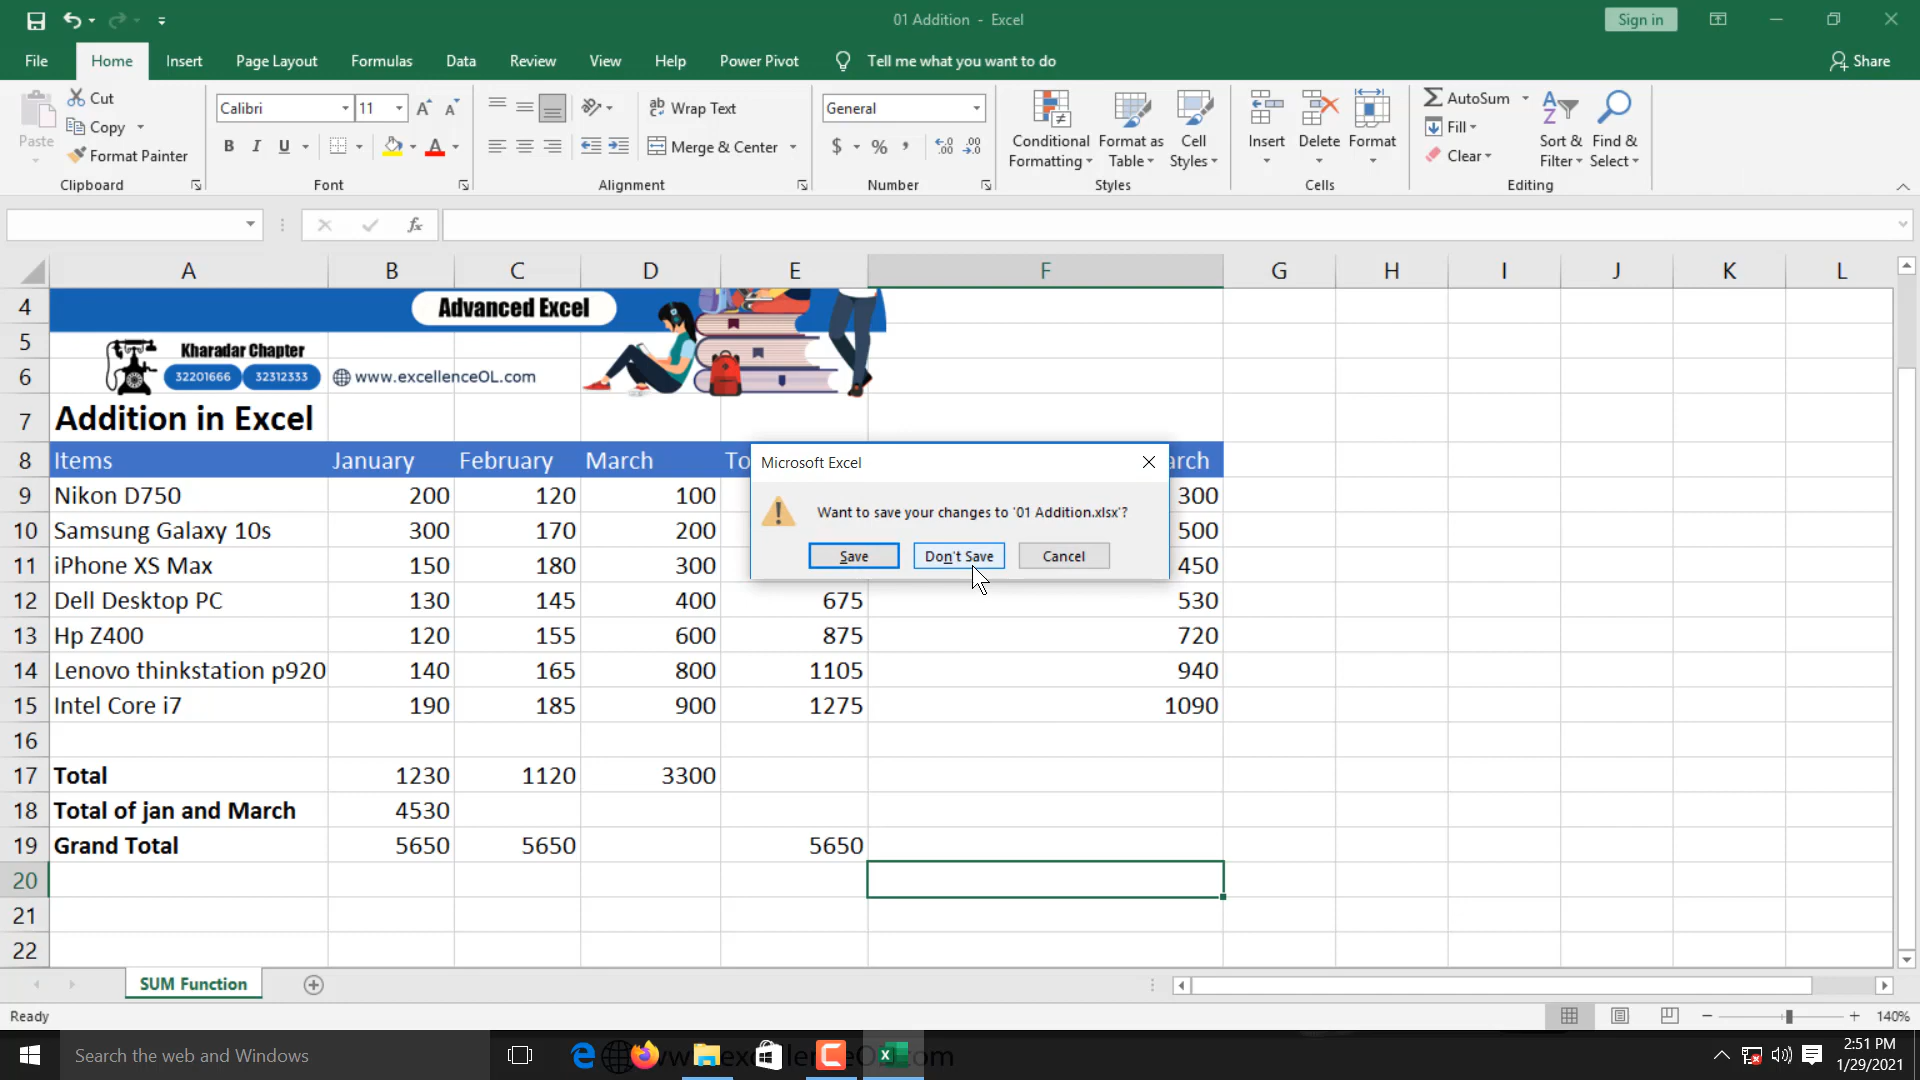 01 Addition - Excel
Sign in
File Home Insert Page Layout Formulas Data Review View Help Power Pivot Tell me what you want to do Share
Paste
Cut
Copy
Format Painter
Clipboard
Calibri 11
B I U
Font
Wrap Text
Merge & Center
Alignment
General
$ % ,
Number
Conditional Formatting
Format as Table
Cell Styles
Styles
Insert Delete Format
Cells
AutoSum
Fill
Clear
Sort & Filter
Find & Select
Editing
fx
A B C D E F G H I J K L
4 Advanced Excel
5 Kharadar Chapter
6 32201666 32312333 www.excellenceOL.com
7 Addition in Excel
8 Items January February March To arch
9 Nikon D750 200 120 100 300
10 Samsung Galaxy 10s 300 170 200 500
11 iPhone XS Max 150 180 300 450
12 Dell Desktop PC 130 145 400 675 530
13 Hp Z400 120 155 600 875 720
14 Lenovo thinkstation p920 140 165 800 1105 940
15 Intel Core i7 190 185 900 1275 1090
16
17 Total 1230 1120 3300
18 Total of jan and March 4530
19 Grand Total 5650 5650 5650
20
21
22
Microsoft Excel
Want to save your changes to '01 Addition.xlsx'?
Save Don't Save Cancel
SUM Function
Ready
140%
Search the web and Windows
2:51 PM
1/29/2021